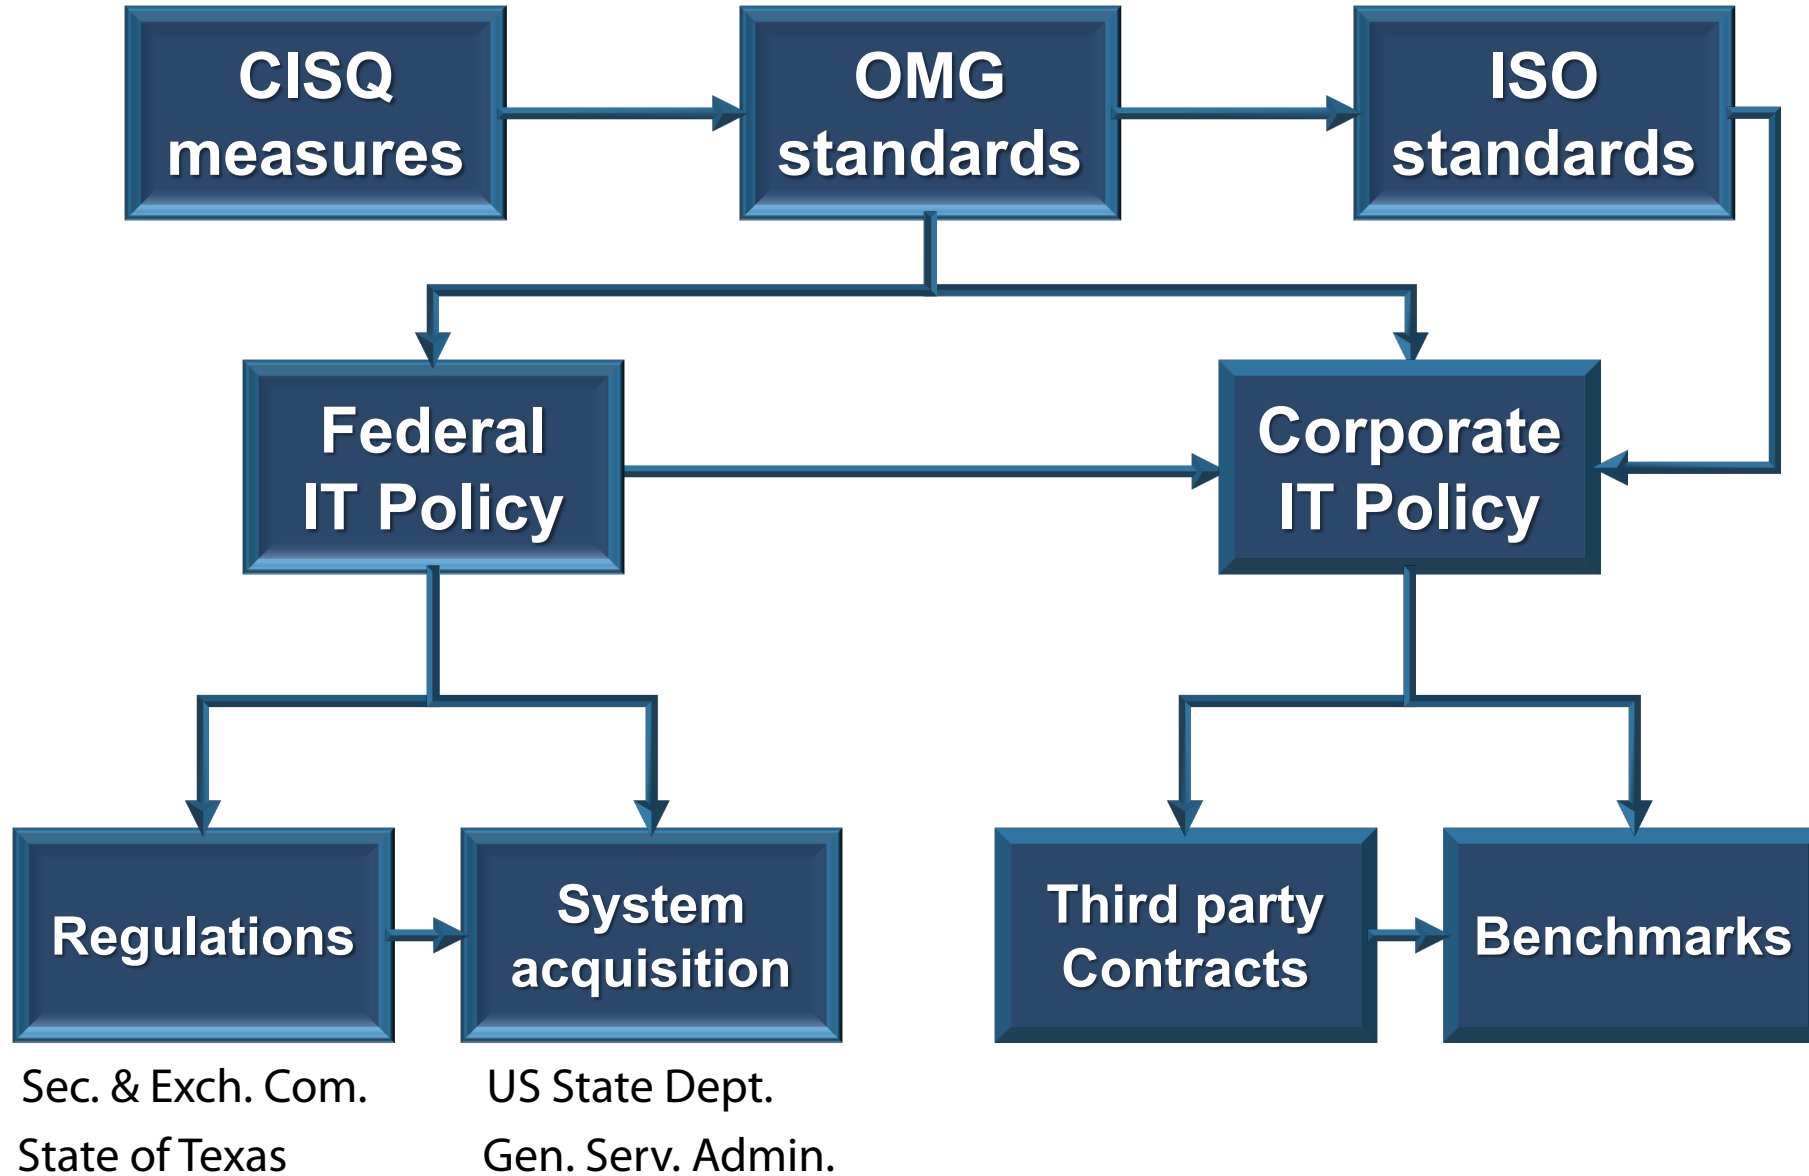 CISQ
measures
OMG
standards
ISO
standards
Federal
IT Policy
Corporate
IT Policy
Regulations
System
acquisition
Third party
Contracts
Benchmarks
Sec. & Exch. Com.
State of Texas
US State Dept.
Gen. Serv. Admin.